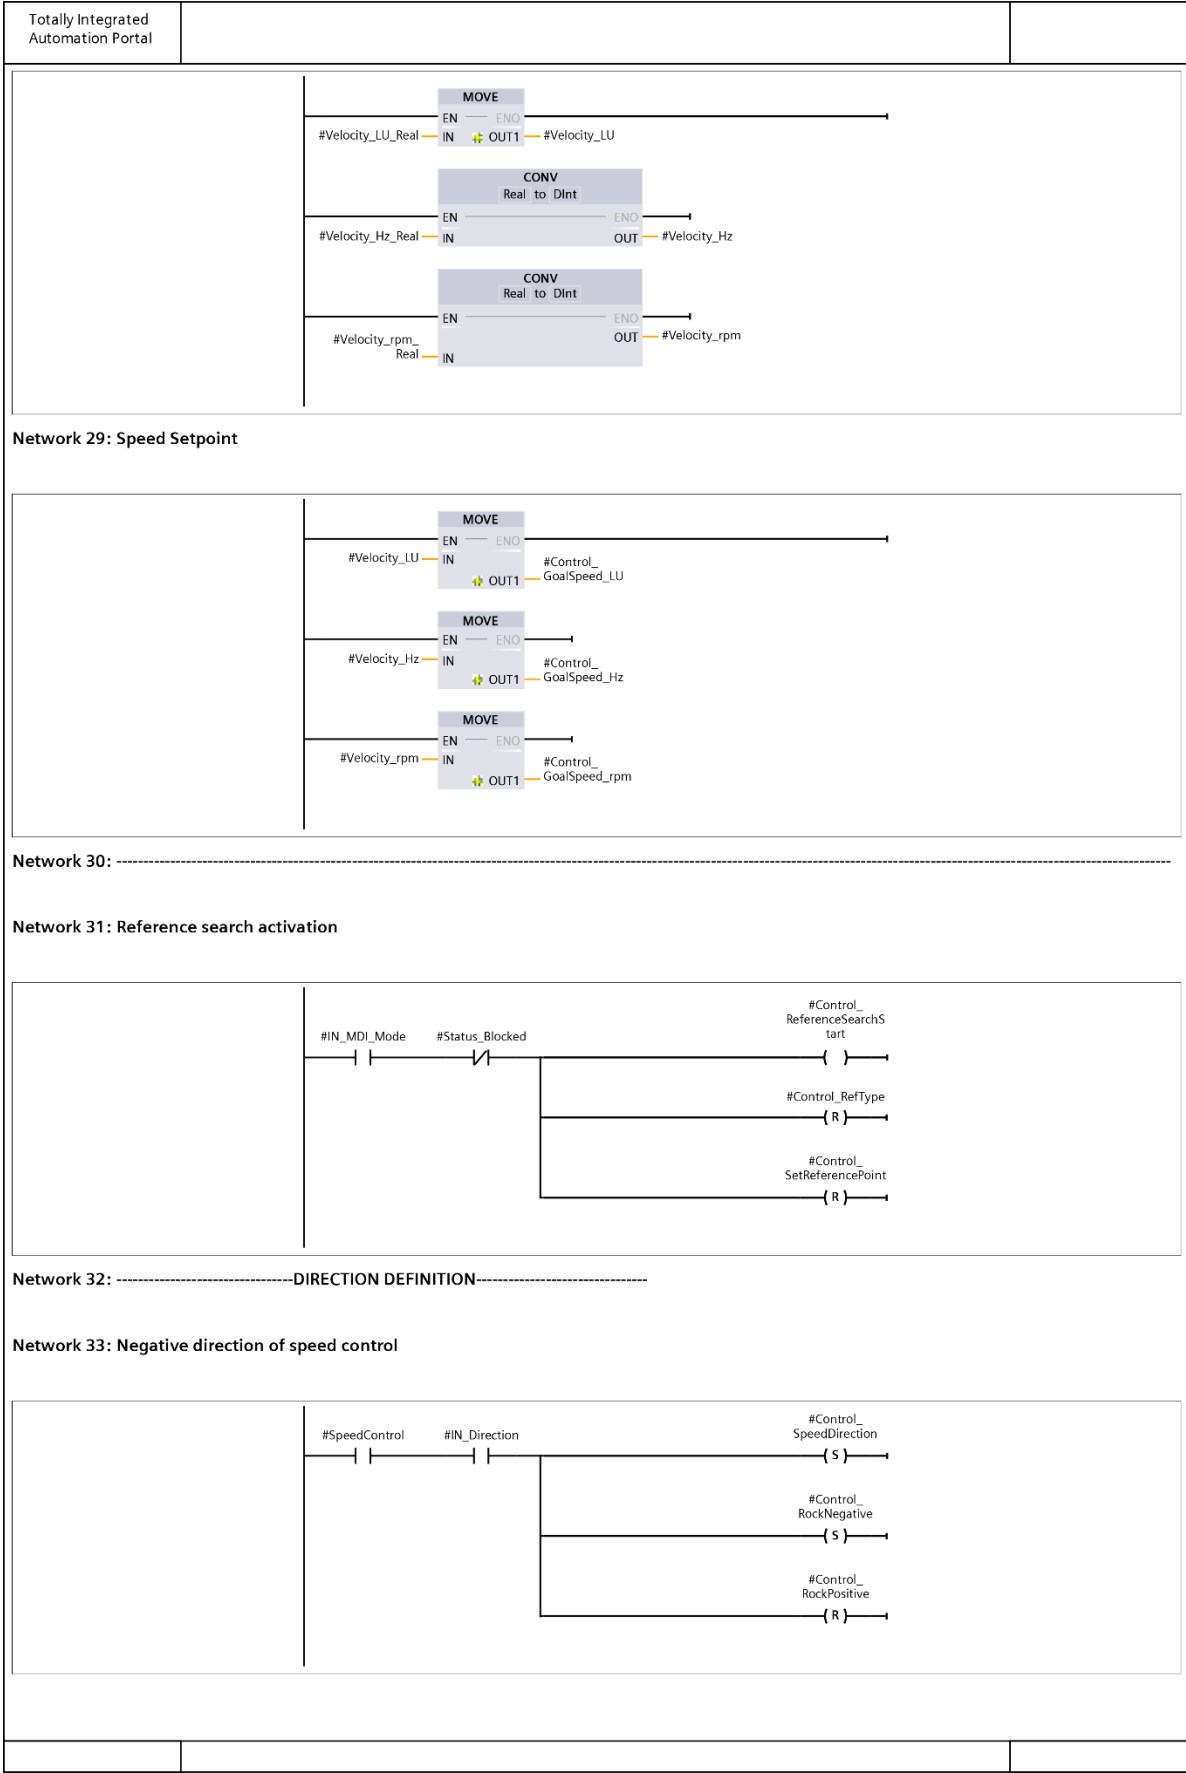 Totally Integrated
Automation Portal
MOVE
EN ENO
#Velocity_LU_Real IN OUT1 #Velocity_LU
CONV
Real to DInt
EN ENO
#Velocity_Hz_Real IN OUT #Velocity_Hz
CONV
Real to DInt
EN ENO
OUT #Velocity_rpm
#Velocity_rpm_
Real IN
Network 29: Speed Setpoint
MOVE
EN ENO
#Velocity_LU IN
#Control_
OUT1 GoalSpeed_LU
MOVE
EN ENO
#Velocity_Hz IN
#Control_
OUT1 GoalSpeed_Hz
MOVE
EN ENO
#Velocity_rpm IN
#Control_
OUT1 GoalSpeed_rpm
Network 30: --------------------------------------------------------------------------------------------------------------------------------------------------------------------------------------------------
Network 31: Reference search activation
#Control_
ReferenceSearchS
tart
#IN_MDI_Mode #Status_Blocked
#Control_RefType
R
#Control_
SetReferencePoint
R
Network 32: ---------------------------------DIRECTION DEFINITION--------------------------------
Network 33: Negative direction of speed control
#Control_
SpeedDirection
#SpeedControl #IN_Direction
S
#Control_
RockNegative
S
#Control_
RockPositive
R